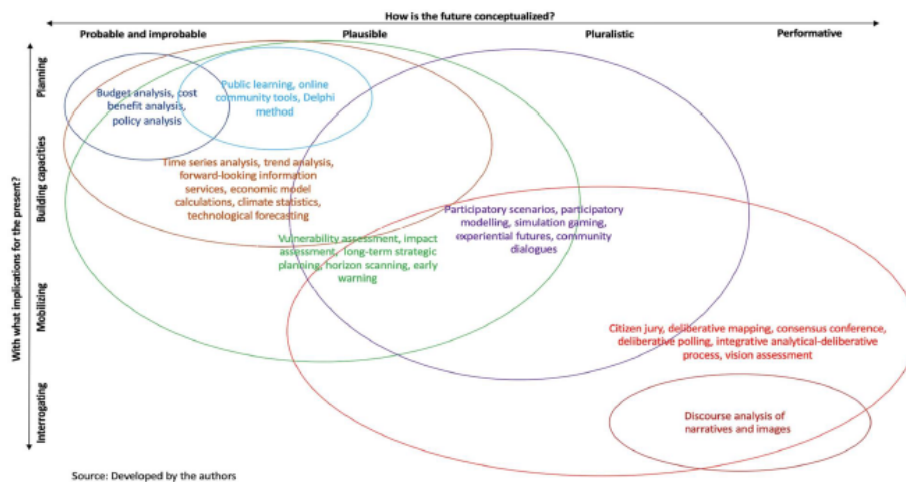 How is the future conceptualized?
Probable and improbable
Plausible
Pluralistic
Performative
With what implications for the present?
Planning
Building capacities
Mobilizing
Interrogating
Budget analysis, cost
benefit analysis,
policy analysis
Public learning, online
community tools, Delphi
method
Time series analysis, trend analysis,
forward-looking information
services, economic model
calculations, climate statistics,
technological forecasting
Vulnerability assessment, impact
assessment, long-term strategic
planning, horizon scanning, early
warning
Participatory scenarios, participatory
modelling, simulation gaming,
experiential futures, community
dialogues
Citizen jury, deliberative mapping, consensus conference,
deliberative polling, integrative analytical-deliberative
process, vision assessment
Discourse analysis of
narratives and images
Source: Developed by the authors